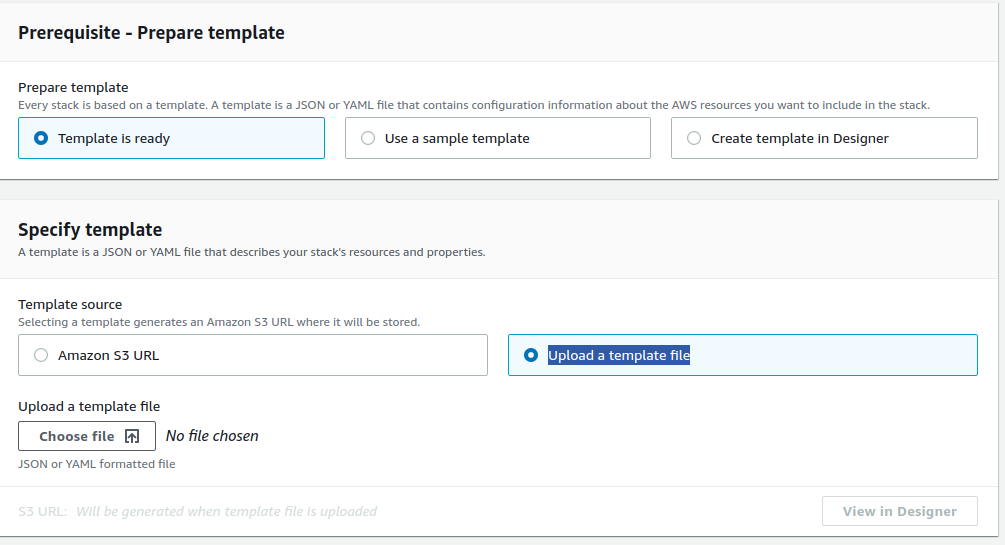 Prerequisite - Prepare template
Prepare template
Every stack is based on a template. A template is a JSON or YAML file that contains configuration information about the AWS resources you want to include in the stack.
Template is ready
Use a sample template
Create template in Designer
Specify template
A template is a JSON or YAML file that describes your stack's resources and properties.
Template source
Selecting a template generates an Amazon S3 URL where it will be stored.
Amazon S3 URL
Upload a template file
Upload a template file
Choose file
No file chosen
JSON or YAML formatted file
S3 URL: Will be generated when template file is uploaded
View in Designer